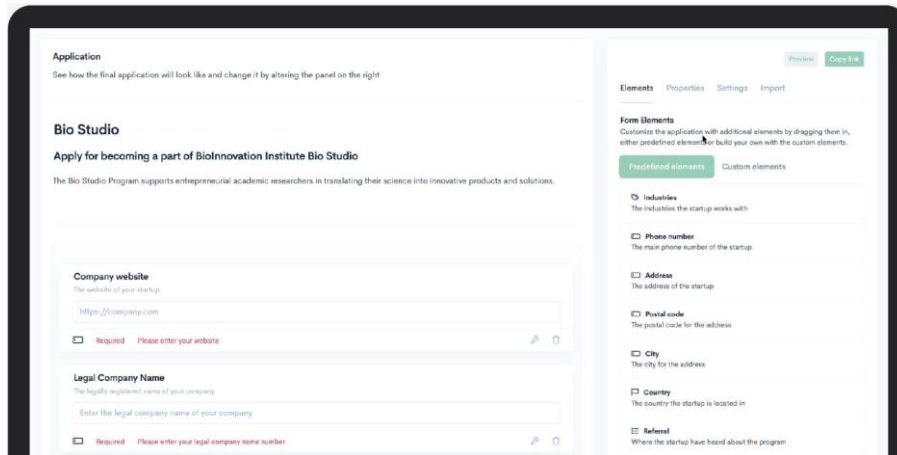 Application
See how the final application will look like and change it by altering the panel on the right
Bio Studio
Apply for becoming a part of BioInnovation Institute Bio Studio
The Bio Studio Program supports entrepreneurial academic researchers in translating their science into innovative products and solutions.
Company website
The website of your startup
https://company.com
Required Please enter your website
Legal Company Name
The legally registered name of your company
Enter the legal company name of your company
Required Please enter your legal company name number
Preview Copy link
Elements Properties Settings Import
Form Elements
Customize the application with additional elements by dragging them in,
either predefined elements or build your own with the custom elements.
Predefined elements Custom elements
Industries
The industries the startup works with
Phone number
The main phone number of the startup
Address
The address of the startup
Postal code
The postal code for the address
City
The city for the address
Country
The country the startup is located in
Referral
Where the startup have heard about the program